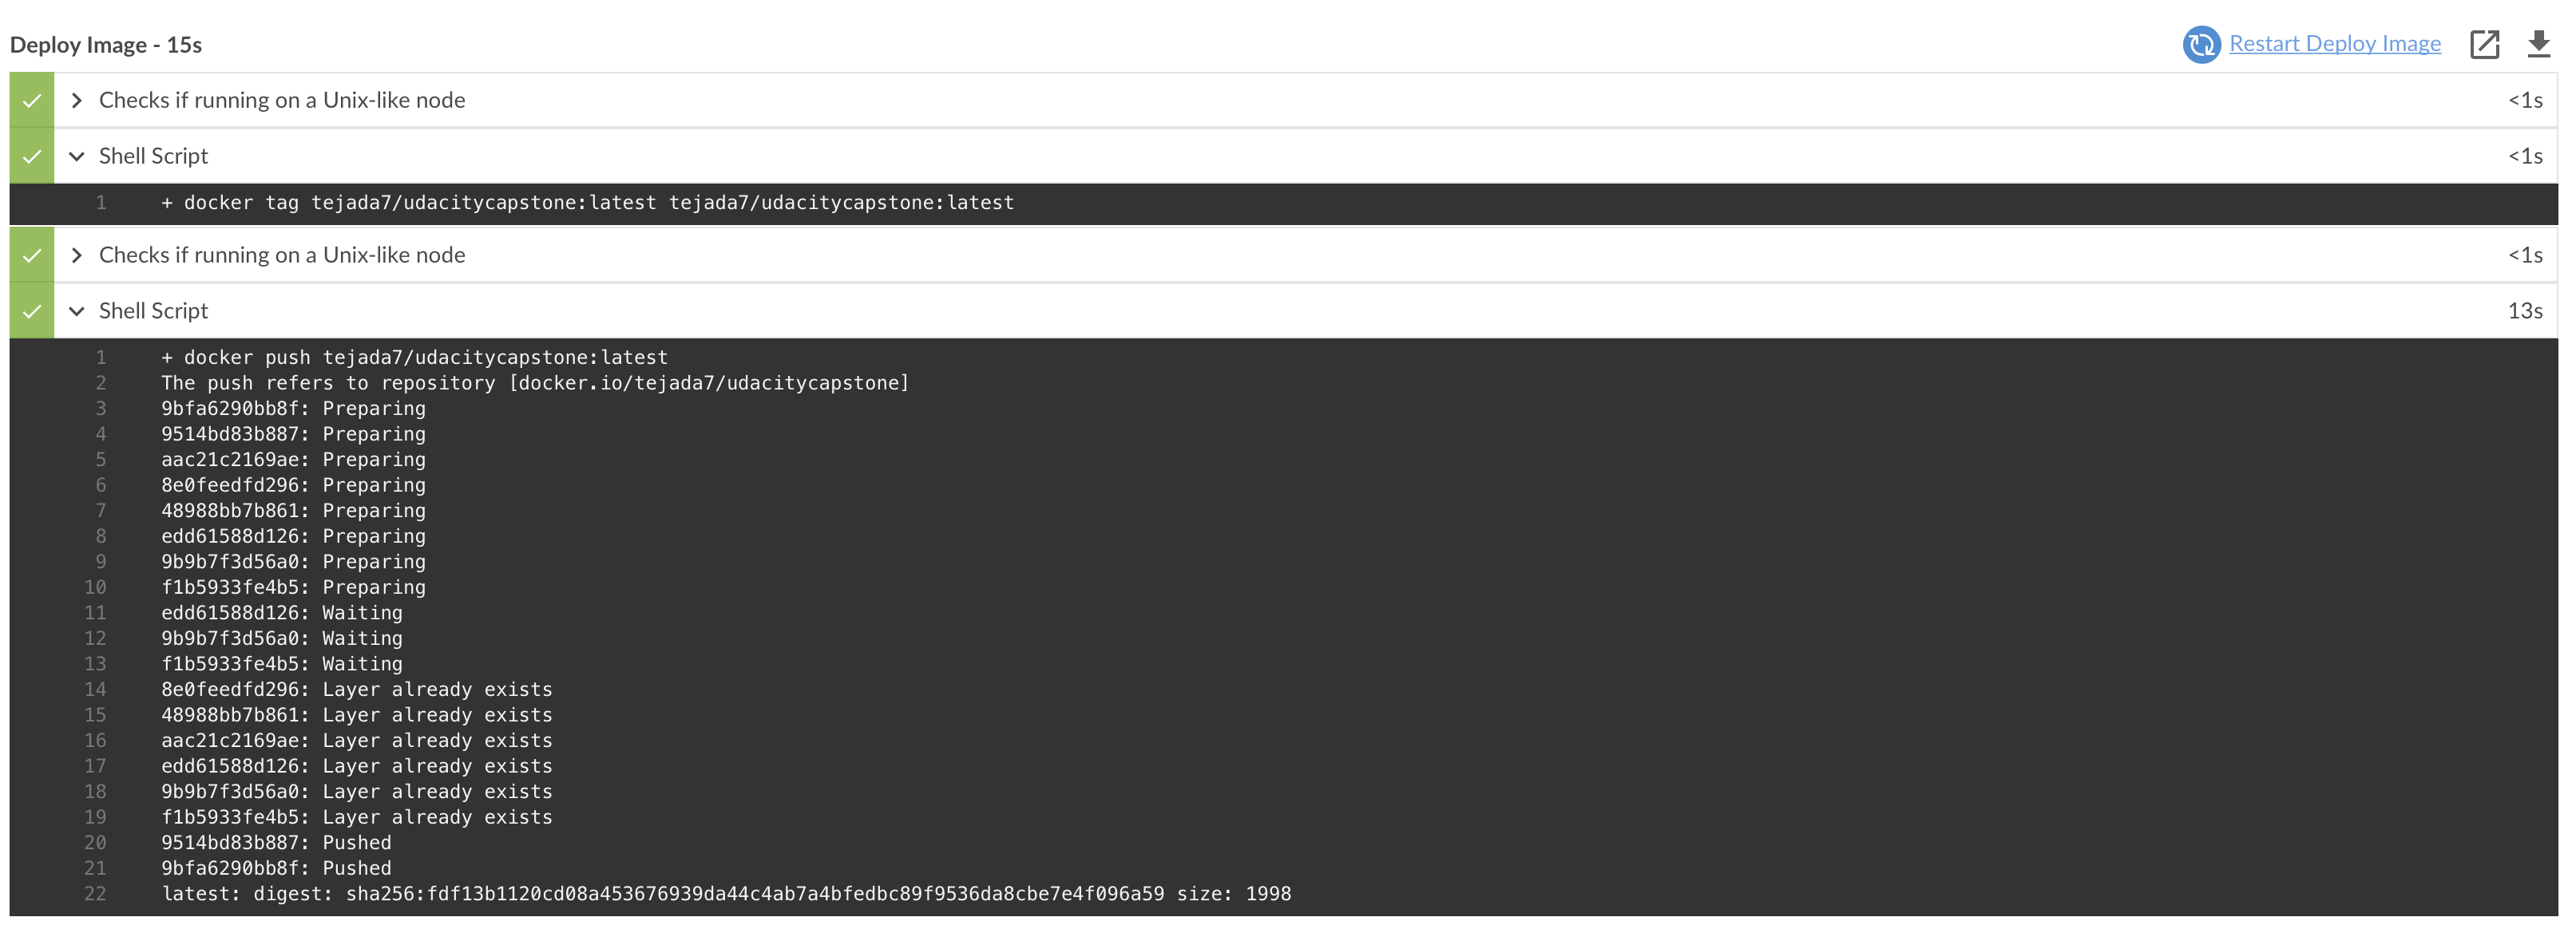 Deploy Image - 15s
Restart Deploy Image
Checks if running on a Unix-like node <1s
Shell Script <1s
1 + docker tag tejada7/udacitycapstone:latest tejada7/udacitycapstone:latest
Checks if running on a Unix-like node <1s
Shell Script 13s
1 + docker push tejada7/udacitycapstone:latest
2 The push refers to repository [docker.io/tejada7/udacitycapstone]
3 9bfa6290bb8f: Preparing
4 9514bd83b887: Preparing
5 aac21c2169ae: Preparing
6 8e0feedfd296: Preparing
7 48988bb7b861: Preparing
8 edd61588d126: Preparing
9 9b9b7f3d56a0: Preparing
10 f1b5933fe4b5: Preparing
11 edd61588d126: Waiting
12 9b9b7f3d56a0: Waiting
13 f1b5933fe4b5: Waiting
14 8e0feedfd296: Layer already exists
15 48988bb7b861: Layer already exists
16 aac21c2169ae: Layer already exists
17 edd61588d126: Layer already exists
18 9b9b7f3d56a0: Layer already exists
19 f1b5933fe4b5: Layer already exists
20 9514bd83b887: Pushed
21 9bfa6290bb8f: Pushed
22 latest: digest: sha256:fdf13b1120cd08a453676939da44c4ab7a4bfedbc89f9536da8cbe7e4f096a59 size: 1998